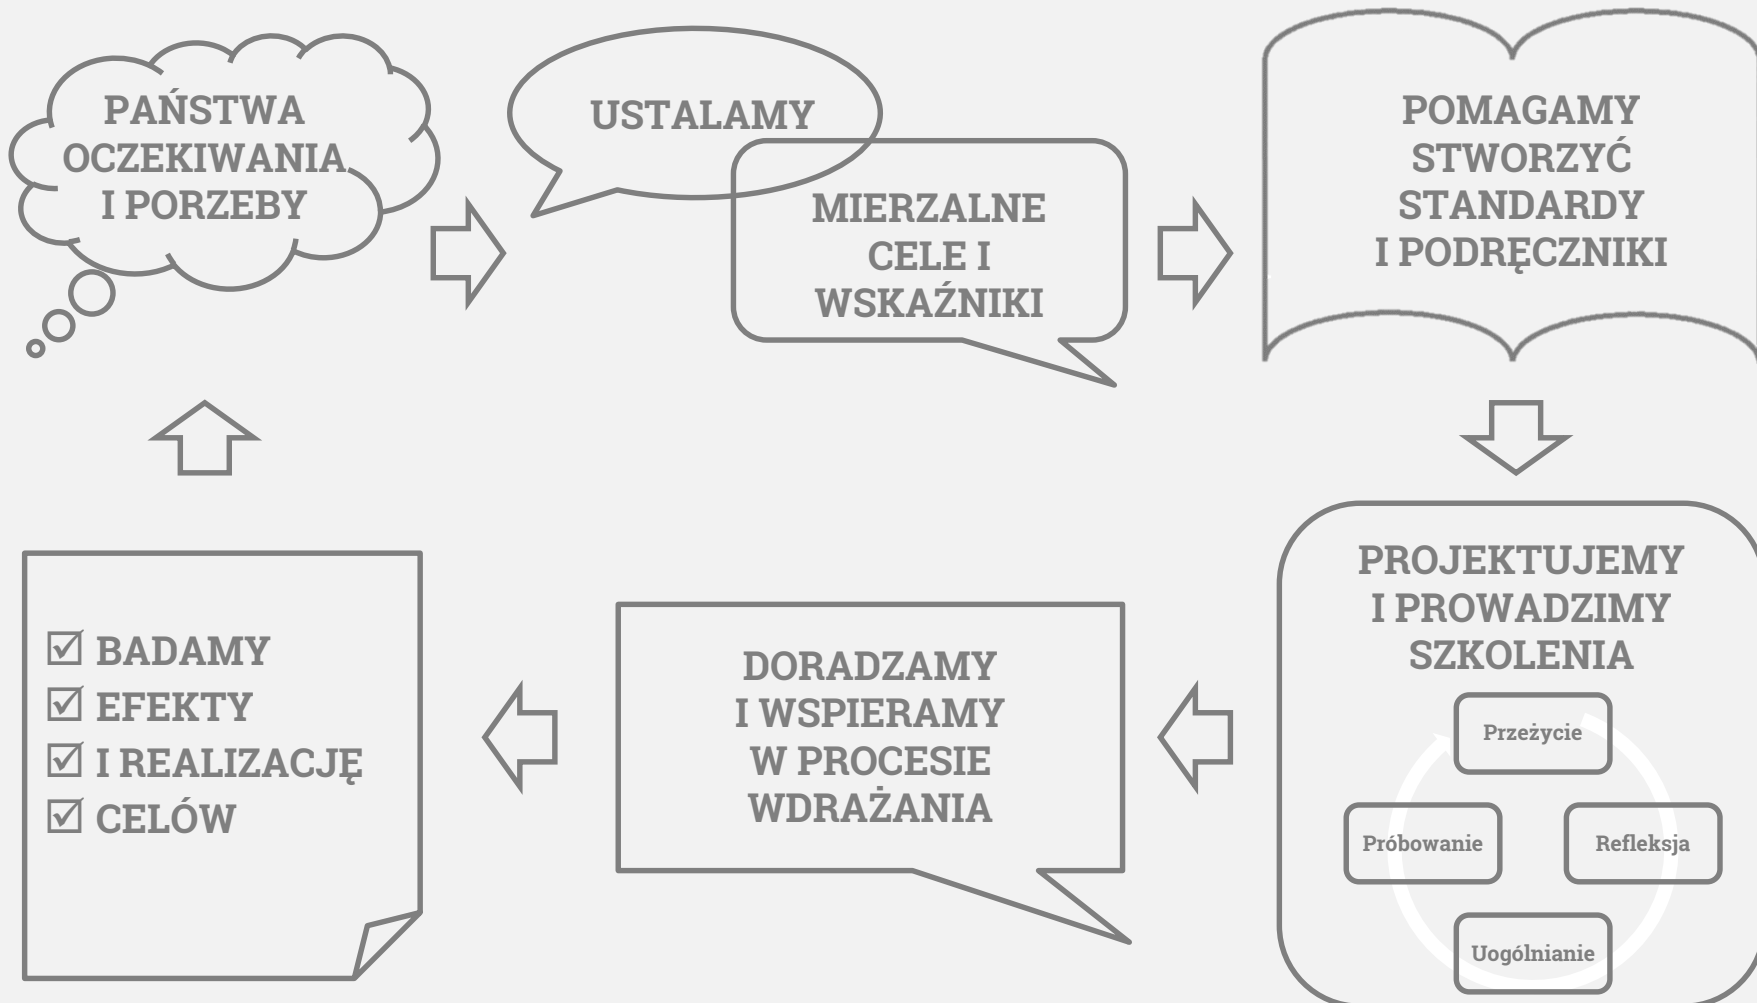 PAŃSTWA
OCZEKIWANIA
I PORZEBY
USTALAMY
MIERZALNE
CELE I
WSKAŹNIKI
POMAGAMY
STWORZYĆ
STANDARDY
I PODRĘCZNIKI
PROJEKTUJEMY
I PROWADZIMY
SZKOLENIA
Przeżycie
Refleksja
Uogólnianie
Próbowanie
DORADZAMY
I WSPIERAMY
W PROCESIE
WDRAŻANIA
BADAMY
EFEKTY
I REALIZACJĘ
CELÓW